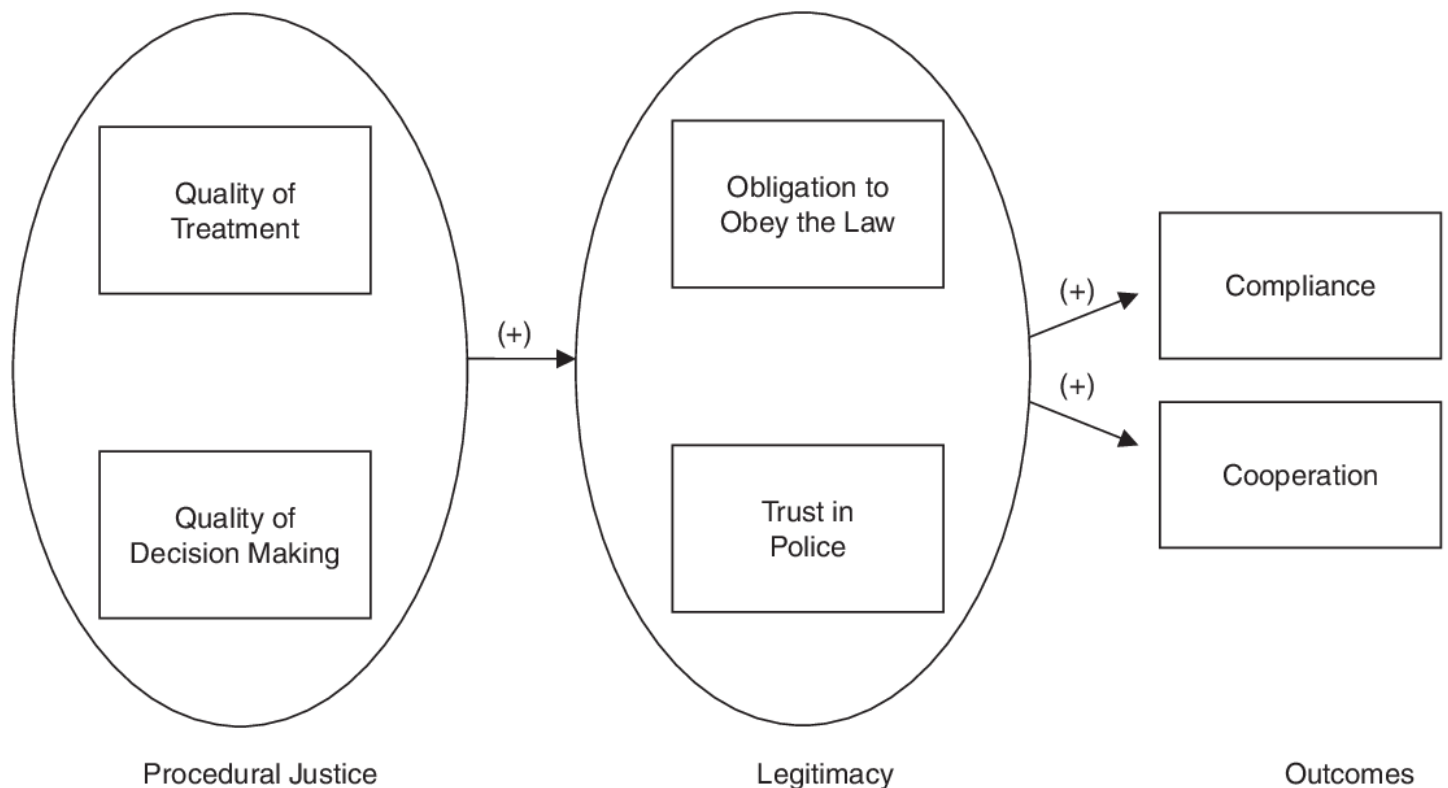 Quality of
Treatment
Quality of
Decision Making
(+)
Obligation to
Obey the Law
Trust in
Police
(+)
(+)
Compliance
Cooperation
Procedural Justice
Legitimacy
Outcomes